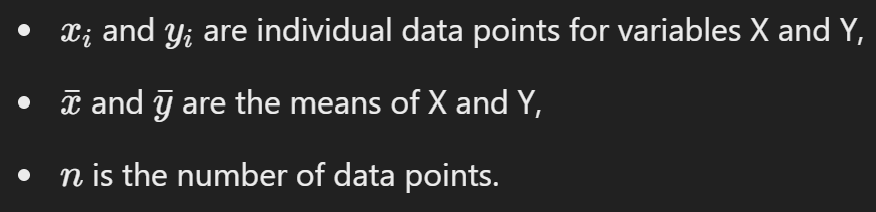 • xᵢ and yᵢ are individual data points for variables X and Y,
• x̄ and ȳ are the means of X and Y,
• n is the number of data points.